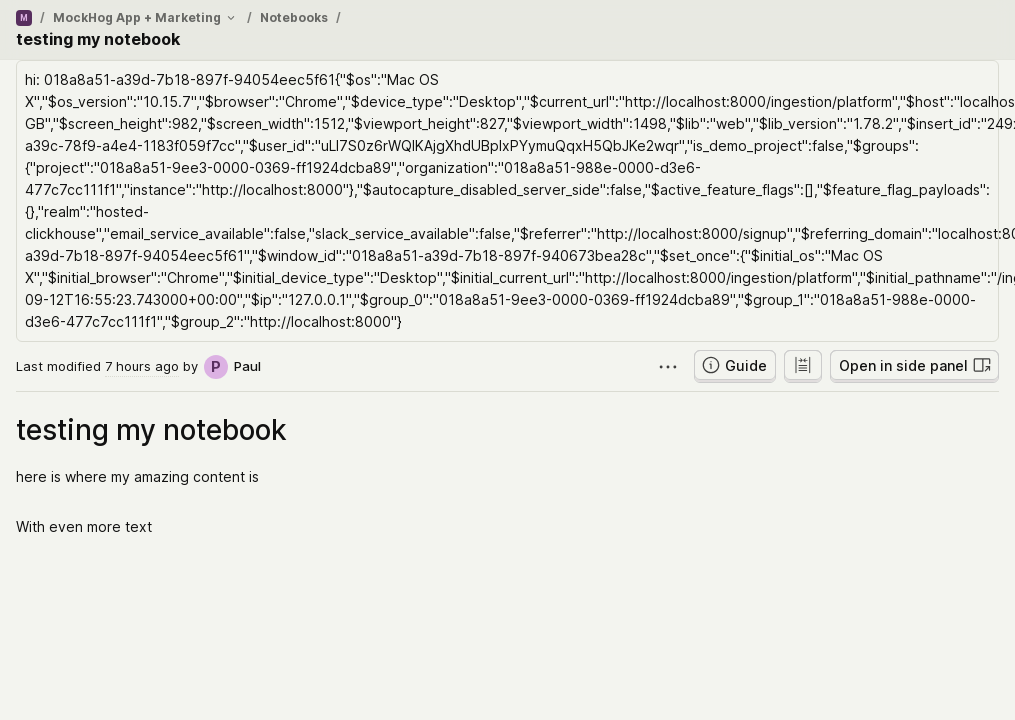 M / MockHog App + Marketing / Notebooks /
testing my notebook
hi: 018a8a51-a39d-7b18-897f-94054eec5f61{"$os":"Mac OS
X","$os_version":"10.15.7","$browser":"Chrome","$device_type":"Desktop","$current_url":"http://localhost:8000/ingestion/platform","$host":"localhos
GB","$screen_height":982,"$screen_width":1512,"$viewport_height":827,"$viewport_width":1498,"$lib":"web","$lib_version":"1.78.2","$insert_id":"249
a39c-78f9-a4e4-1183f059f7cc","$user_id":"uLI7S0z6rWQIKAjgXhdUBpIxPYymuQqxH5QbJKe2wqr","is_demo_project":false,"$groups":
{"project":"018a8a51-9ee3-0000-0369-ff1924dcba89","organization":"018a8a51-988e-0000-d3e6-
477c7cc111f1","instance":"http://localhost:8000"},"$autocapture_disabled_server_side":false,"$active_feature_flags":[],"$feature_flag_payloads":
{},"realm":"hosted-
clickhouse","email_service_available":false,"slack_service_available":false,"$referrer":"http://localhost:8000/signup","$referring_domain":"localhost:80
a39d-7b18-897f-94054eec5f61","$window_id":"018a8a51-a39d-7b18-897f-940673bea28c","$set_once":{"$initial_os":"Mac OS
X","$initial_browser":"Chrome","$initial_device_type":"Desktop","$initial_current_url":"http://localhost:8000/ingestion/platform","$initial_pathname":"/in
09-12T16:55:23.743000+00:00","$ip":"127.0.0.1","$group_0":"018a8a51-9ee3-0000-0369-ff1924dcba89","$group_1":"018a8a51-988e-0000-
d3e6-477c7cc111f1","$group_2":"http://localhost:8000"}
Last modified 7 hours ago by P Paul
Guide
Open in side panel
testing my notebook
here is where my amazing content is
With even more text